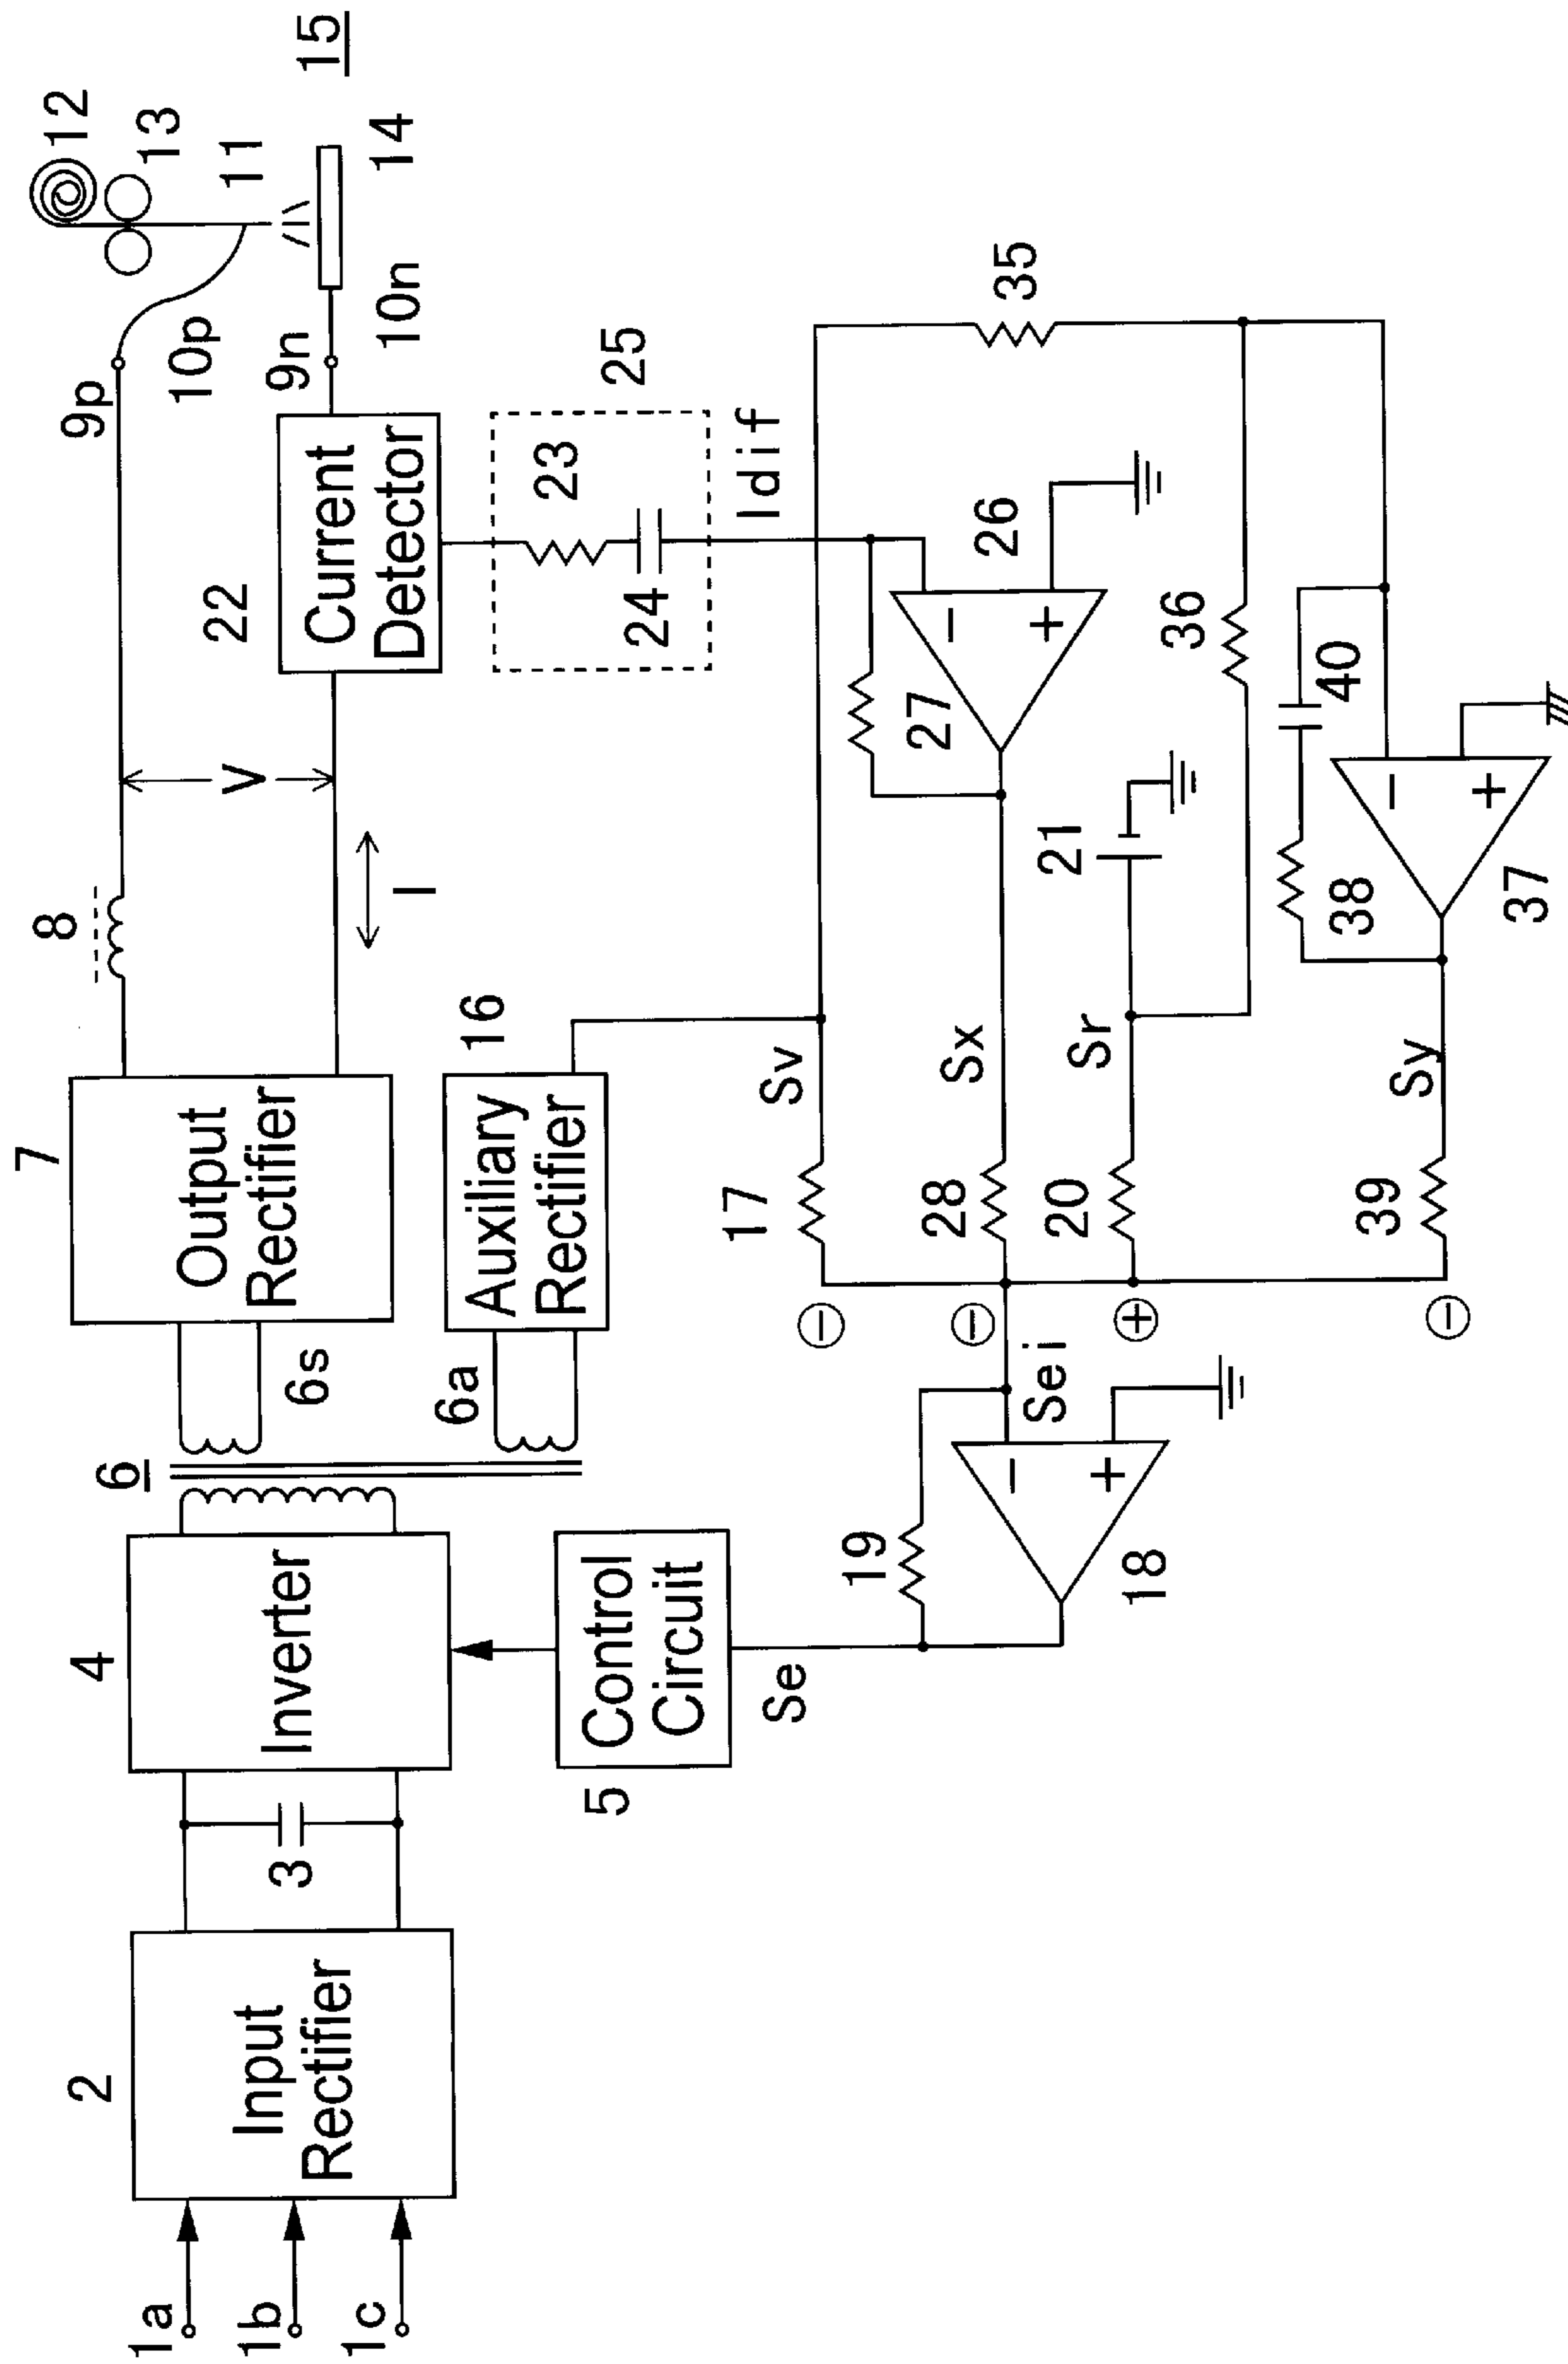 1a
1b
1c
2
Input
Rectifier
3
4
Inverter
5
Control
Circuit
6
6s
6a
7
Output
Rectifier
8
V
I
9p
10p
12
13
11
15
14
9n
10n
22
Current
Detector
25
23
24
Idif
16
Auxiliary
Rectifier
Sv
17
35
26
−
+
27
Sx
28
21
Sr
20
36
40
38
−
+
37
Sy
39
−
−
+
−
Sei
19
−
+
18
Se